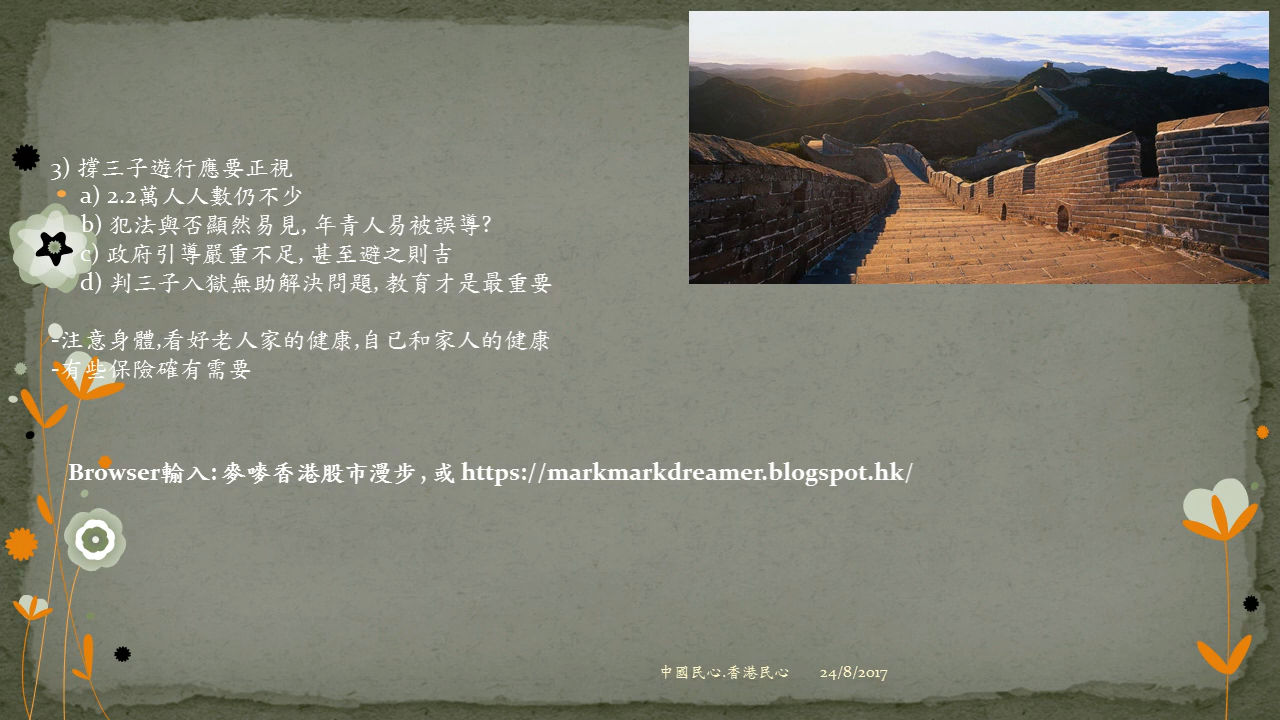 3) 撐三子遊行應要正視
a) 2.2萬人人數仍不少
b) 犯法與否顯然易見, 年青人易被誤導?
c) 政府引導嚴重不足, 甚至避之則吉
d) 判三子入獄無助解決問題, 教育才是最重要
-注意身體,看好老人家的健康,自已和家人的健康
-有些保險確有需要
Browser輸入: 麥嘜香港股市漫步 , 或 https://markmarkdreamer.blogspot.hk/
中國民心.香港民心 24/8/2017